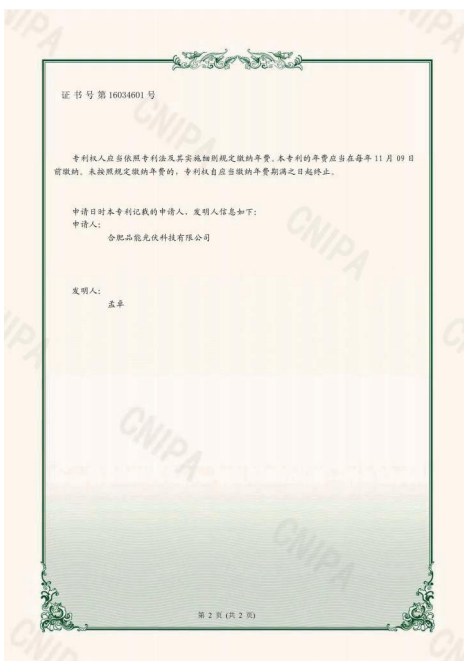 证书号第16034601号
专利权人应当依照专利法及其实施细则规定缴纳年费。本专利的年费应当在每年11月09日
前缴纳。未按照规定缴纳年费的，专利权自应当缴纳年费期满之日起终止。
申请日时本专利记载的申请人、发明人信息如下：
申请人：
合肥品能光伏科技有限公司
发明人：
孟卓
第 2 页 (共 2 页)
CNIPA
CNIPA
CNIPA
CNIPA
CNIPA